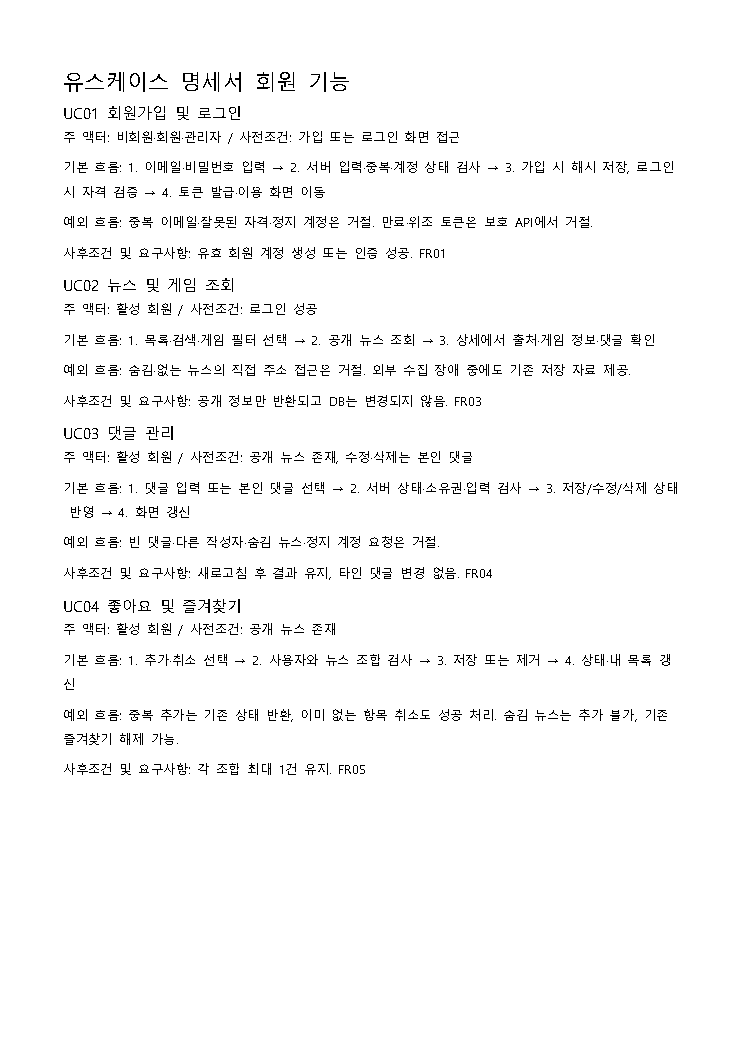 유스케이스 명세서 회원 기능
UC01 회원가입 및 로그인
주 액터: 비회원·회원·관리자 / 사전조건: 가입 또는 로그인 화면 접근
기본 흐름: 1. 이메일·비밀번호 입력 → 2. 서버 입력·중복·계정 상태 검사 → 3. 가입 시 해시 저장, 로그인
시 자격 검증 → 4. 토큰 발급·이용 화면 이동
예외 흐름: 중복 이메일·잘못된 자격·정지 계정은 거절. 만료·위조 토큰은 보호 API에서 거절.
사후조건 및 요구사항: 유효 회원 계정 생성 또는 인증 성공. FR01
UC02 뉴스 및 게임 조회
주 액터: 활성 회원 / 사전조건: 로그인 성공
기본 흐름: 1. 목록·검색·게임 필터 선택 → 2. 공개 뉴스 조회 → 3. 상세에서 출처·게임 정보·댓글 확인
예외 흐름: 숨김·없는 뉴스의 직접 주소 접근은 거절. 외부 수집 장애 중에도 기존 저장 자료 제공.
사후조건 및 요구사항: 공개 정보만 반환되고 DB는 변경되지 않음. FR03
UC03 댓글 관리
주 액터: 활성 회원 / 사전조건: 공개 뉴스 존재, 수정·삭제는 본인 댓글
기본 흐름: 1. 댓글 입력 또는 본인 댓글 선택 → 2. 서버 상태·소유권·입력 검사 → 3. 저장/수정/삭제 상태
반영 → 4. 화면 갱신
예외 흐름: 빈 댓글·다른 작성자·숨김 뉴스·정지 계정 요청은 거절.
사후조건 및 요구사항: 새로고침 후 결과 유지, 타인 댓글 변경 없음. FR04
UC04 좋아요 및 즐겨찾기
주 액터: 활성 회원 / 사전조건: 공개 뉴스 존재
기본 흐름: 1. 추가·취소 선택 → 2. 사용자와 뉴스 조합 검사 → 3. 저장 또는 제거 → 4. 상태·내 목록 갱
신
예외 흐름: 중복 추가는 기존 상태 반환, 이미 없는 항목 취소도 성공 처리. 숨김 뉴스는 추가 불가, 기존
즐겨찾기 해제 가능.
사후조건 및 요구사항: 각 조합 최대 1건 유지. FR05